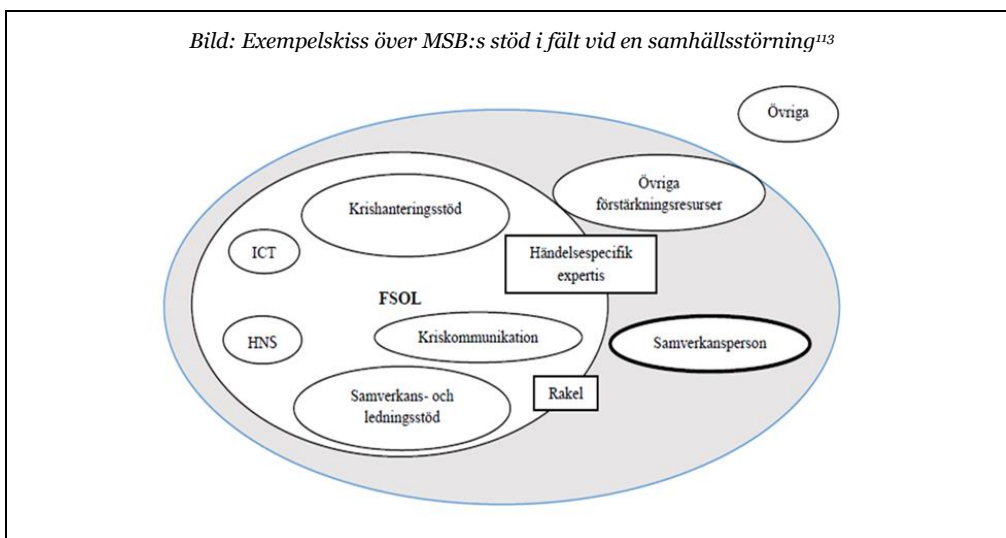 Bild: Exempelskiss över MSB:s stöd i fält vid en samhällsstörning¹¹³
Övriga
Övriga
förstärkningsresurser
Krishanteringsstöd
ICT
Händelsespecifik
expertis
FSOL
HNS
Kriskommunikation
Samverkansperson
Samverkans- och
ledningsstöd
Rakel